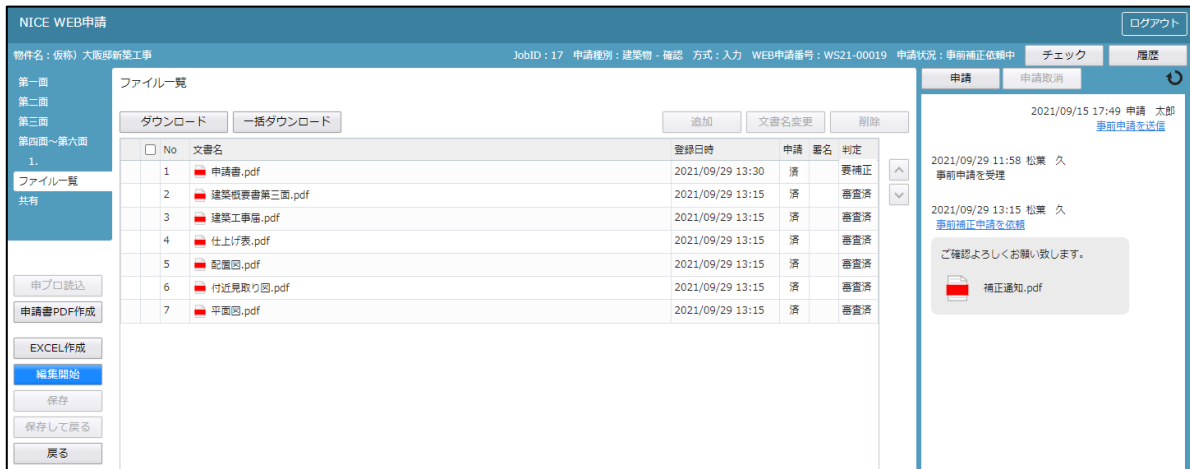 NICE WEB申請
ログアウト
物件名：仮称）大阪邸新築工事
JobID：17 申請種別：建築物 - 確認 方式：入力 WEB申請番号：WS21-00019 申請状況：事前補正依頼中
チェック
履歴
第一面
第二面
第三面
第四面～第六面
1.
ファイル一覧
共有
申プロ読込
申請書PDF作成
EXCEL作成
編集開始
保存
保存して戻る
戻る
ファイル一覧
ダウンロード
一括ダウンロード
追加
文書名変更
削除
No 文書名 登録日時 申請 署名 判定
1 申請書.pdf 2021/09/29 13:30 済 要補正
2 建築概要書第三面.pdf 2021/09/29 13:15 済 審査済
3 建築工事届.pdf 2021/09/29 13:15 済 審査済
4 仕上げ表.pdf 2021/09/29 13:15 済 審査済
5 配置図.pdf 2021/09/29 13:15 済 審査済
6 付近見取り図.pdf 2021/09/29 13:15 済 審査済
7 平面図.pdf 2021/09/29 13:15 済 審査済
申請
申請取消
2021/09/15 17:49 申請 太郎
事前申請を送信
2021/09/29 11:58 松葉 久
事前申請を受理
2021/09/29 13:15 松葉 久
事前補正申請を依頼
ご確認よろしくお願い致します。
補正通知.pdf